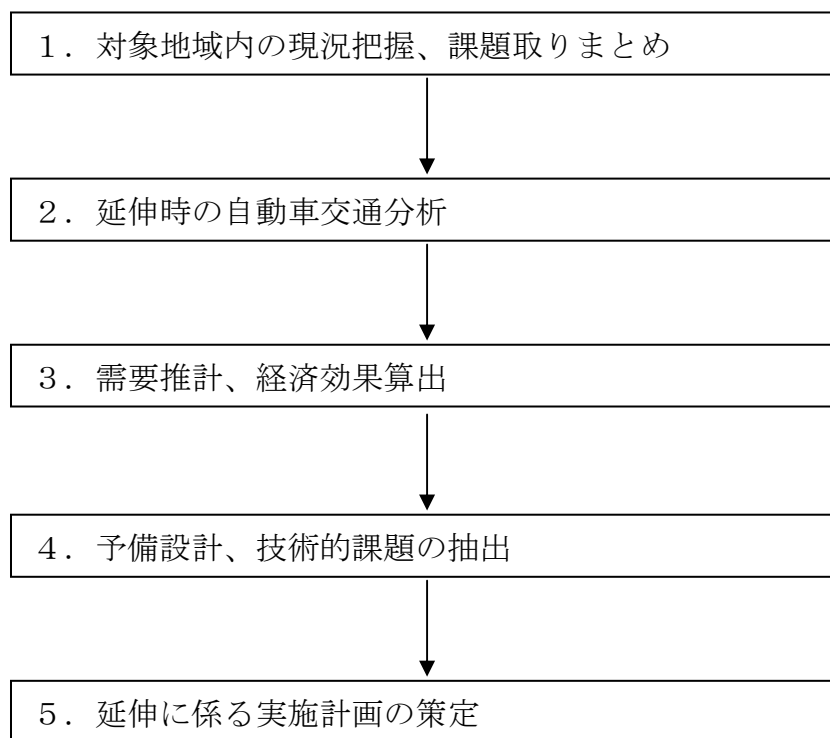 １．対象地域内の現況把握、課題取りまとめ
２．延伸時の自動車交通分析
３．需要推計、経済効果算出
４．予備設計、技術的課題の抽出
５．延伸に係る実施計画の策定